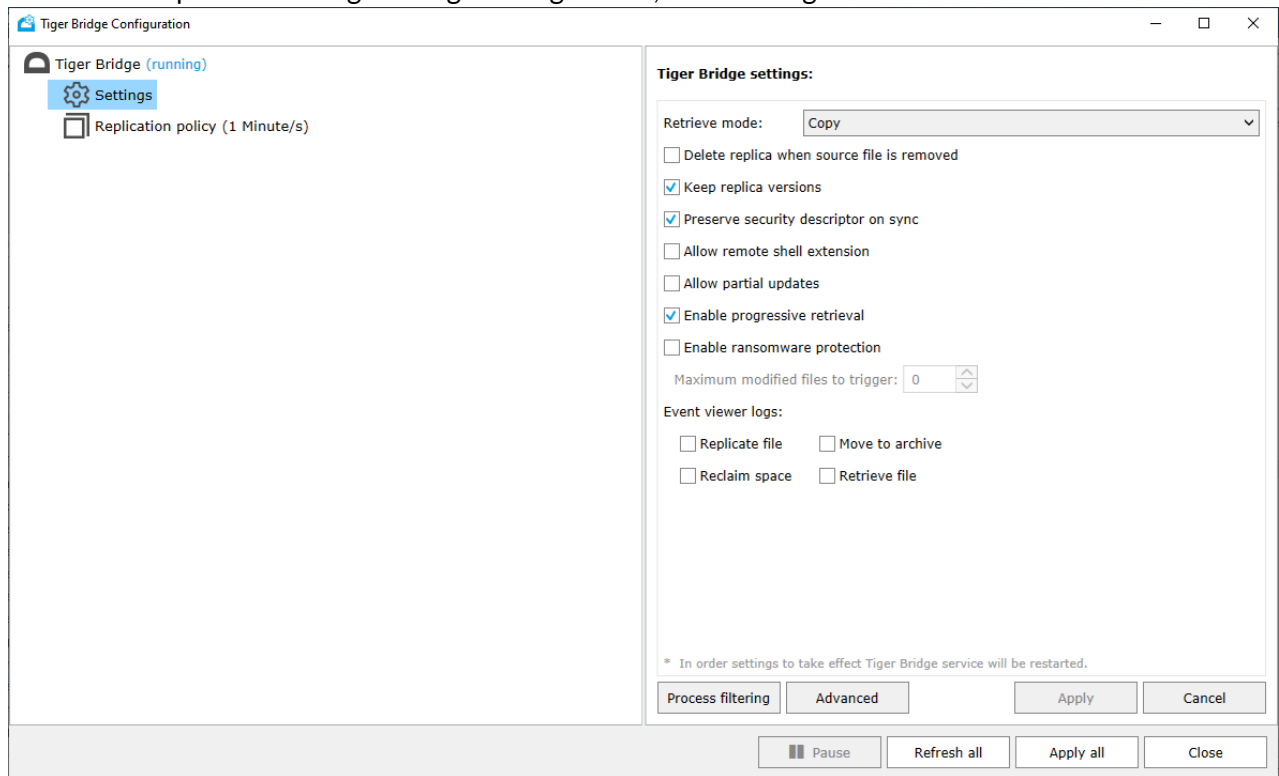 Tiger Bridge Configuration
Tiger Bridge (running)
Settings
Replication policy (1 Minute/s)
Tiger Bridge settings:
Retrieve mode: Copy
Delete replica when source file is removed
Keep replica versions
Preserve security descriptor on sync
Allow remote shell extension
Allow partial updates
Enable progressive retrieval
Enable ransomware protection
Maximum modified files to trigger: 0
Event viewer logs:
Replicate file Move to archive
Reclaim space Retrieve file
* In order settings to take effect Tiger Bridge service will be restarted.
Process filtering Advanced Apply Cancel
Pause Refresh all Apply all Close